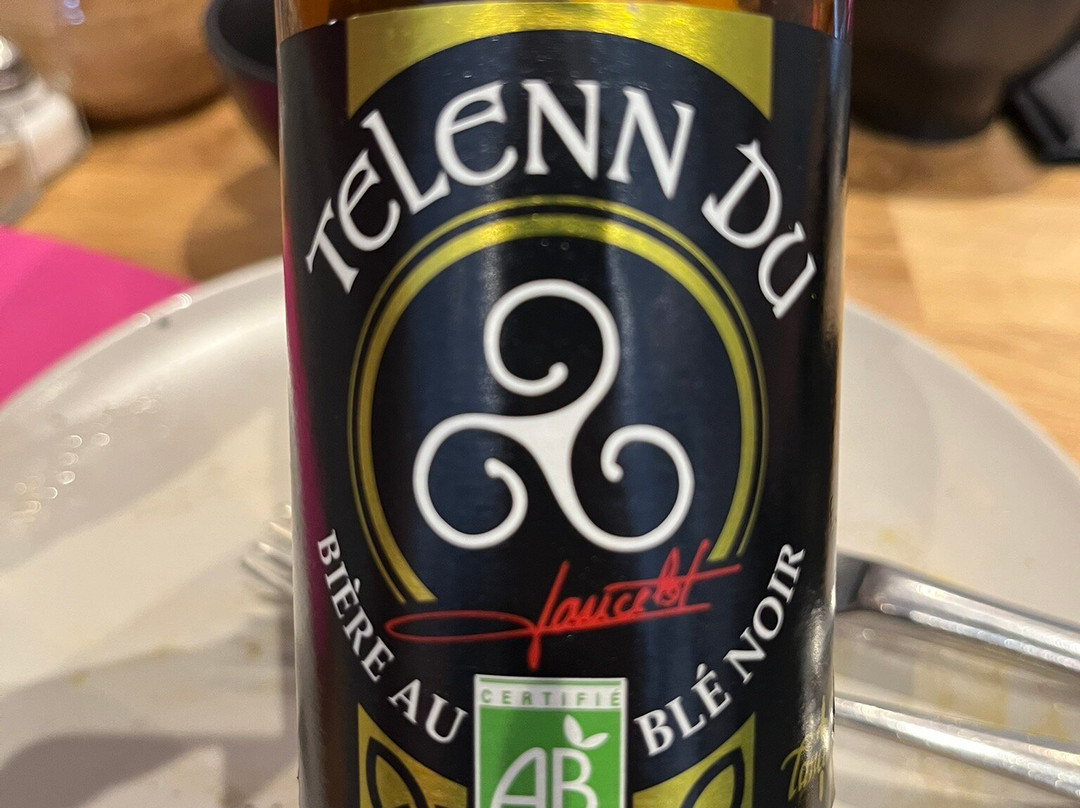 TELENN DU
Lancelot
BIÈRE AU BLÉ NOIR
CERTIFIÉ
AB